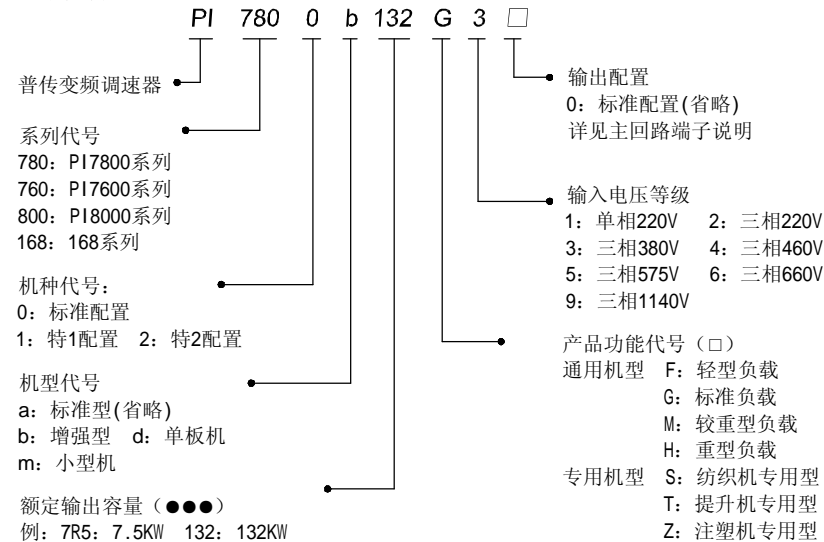 PI 780 0 b 132 G 3 □
普传变频调速器
系列代号
780: PI7800系列
760: PI7600系列
800: PI8000系列
168: 168系列
机种代号:
0: 标准配置
1: 特1配置 2: 特2配置
机型代号
a: 标准型(省略)
b: 增强型 d: 单板机
m: 小型机
额定输出容量(●●●)
例: 7R5: 7.5KW 132: 132KW
输出配置
0: 标准配置(省略)
详见主回路端子说明
输入电压等级
1: 单相220V 2: 三相220V
3: 三相380V 4: 三相460V
5: 三相575V 6: 三相660V
9: 三相1140V
产品功能代号(□)
通用机型 F: 轻型负载
G: 标准负载
M: 较重型负载
H: 重型负载
专用机型 S: 纺织机专用型
T: 提升机专用型
Z: 注塑机专用型